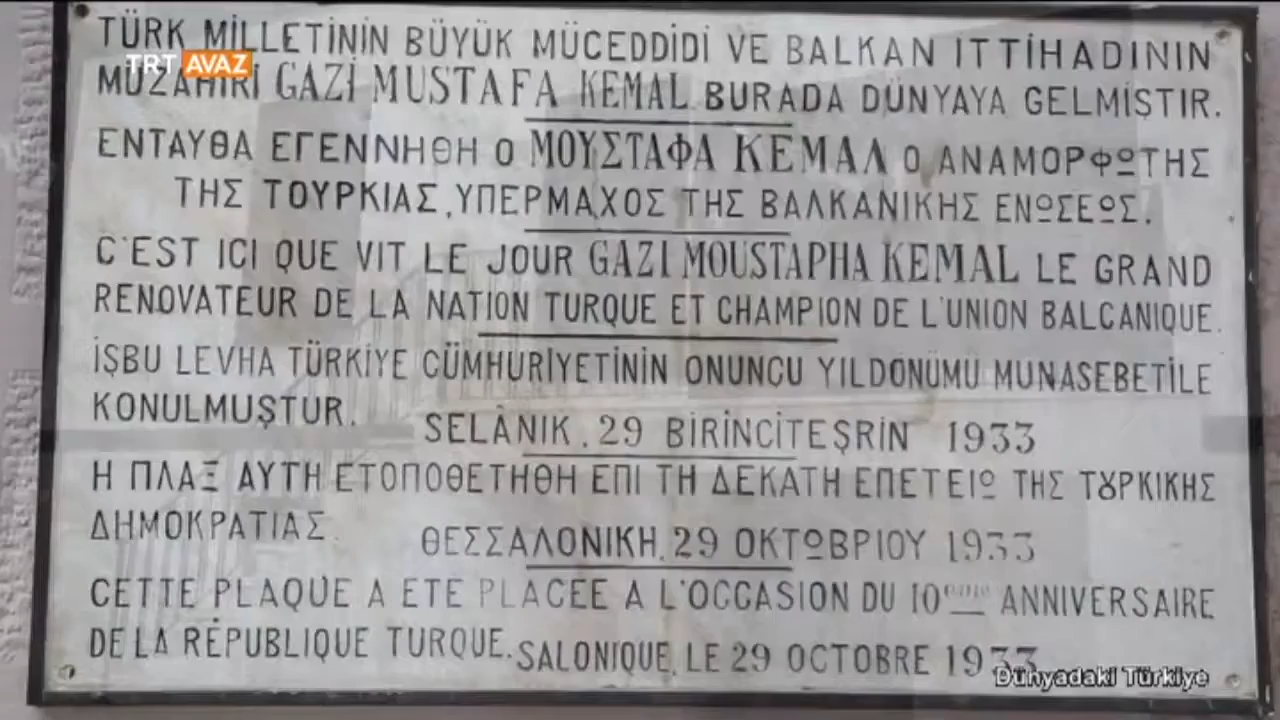 TÜRK MİLLETİNİN BÜYÜK MÜCEDDİDİ VE BALKAN İTTİHADININ
TRT AVAZ
MÜZAHİRİ GAZİ MUSTAFA KEMAL BURADA DÜNYAYA GELMİŞTİR.
ΕΝΤΑΥΘΑ ΕΓΕΝΝΗΘΗ Ο ΜΟΥΣΤΑΦΑ ΚΕΜΑΛ Ο ΑΝΑΜΟΡΦΩΤΗΣ
ΤΗΣ ΤΟΥΡΚΙΑΣ, ΥΠΕΡΜΑΧΟΣ ΤΗΣ ΒΑΛΚΑΝΙΚΗΣ ΕΝΩΣΕΩΣ.
C'EST ICI QUE VIT LE JOUR GAZI MOUSTAPHA KEMAL LE GRAND
RENOVATEUR DE LA NATION TURQUE ET CHAMPION DE L'UNION BALCANIQUE.
İŞBU LEVHA TÜRKİYE CÜMHURİYETİNİN ONUNCU YILDONUMU MUNASEBETİLE
KONULMUŞTUR.
SELÂNİK, 29 BİRİNCİTEŞRİN 1933
Η ΠΛΑΞ ΑΥΤΗ ΕΤΟΠΟΘΕΤΗΘΗ ΕΠΙ ΤΗ ΔΕΚΑΤΗ ΕΠΕΤΕΙΩ ΤΗΣ ΤȢΡΚΙΚΗΣ
ΔΗΜΟΚΡΑΤΙΑΣ.
ΘΕΣΣΑΛΟΝΙΚΗ, 29 ΟΚΤΩΒΡΙΟΥ 1933
CETTE PLAQUE A ETE PLACEE A L'OCCASION DU 10ème ANNIVERSAIRE
DE LA RÉPUBLIQUE TURQUE.
SALONIQUE, LE 29 OCTOBRE 1933
Dünyadaki Türkiye